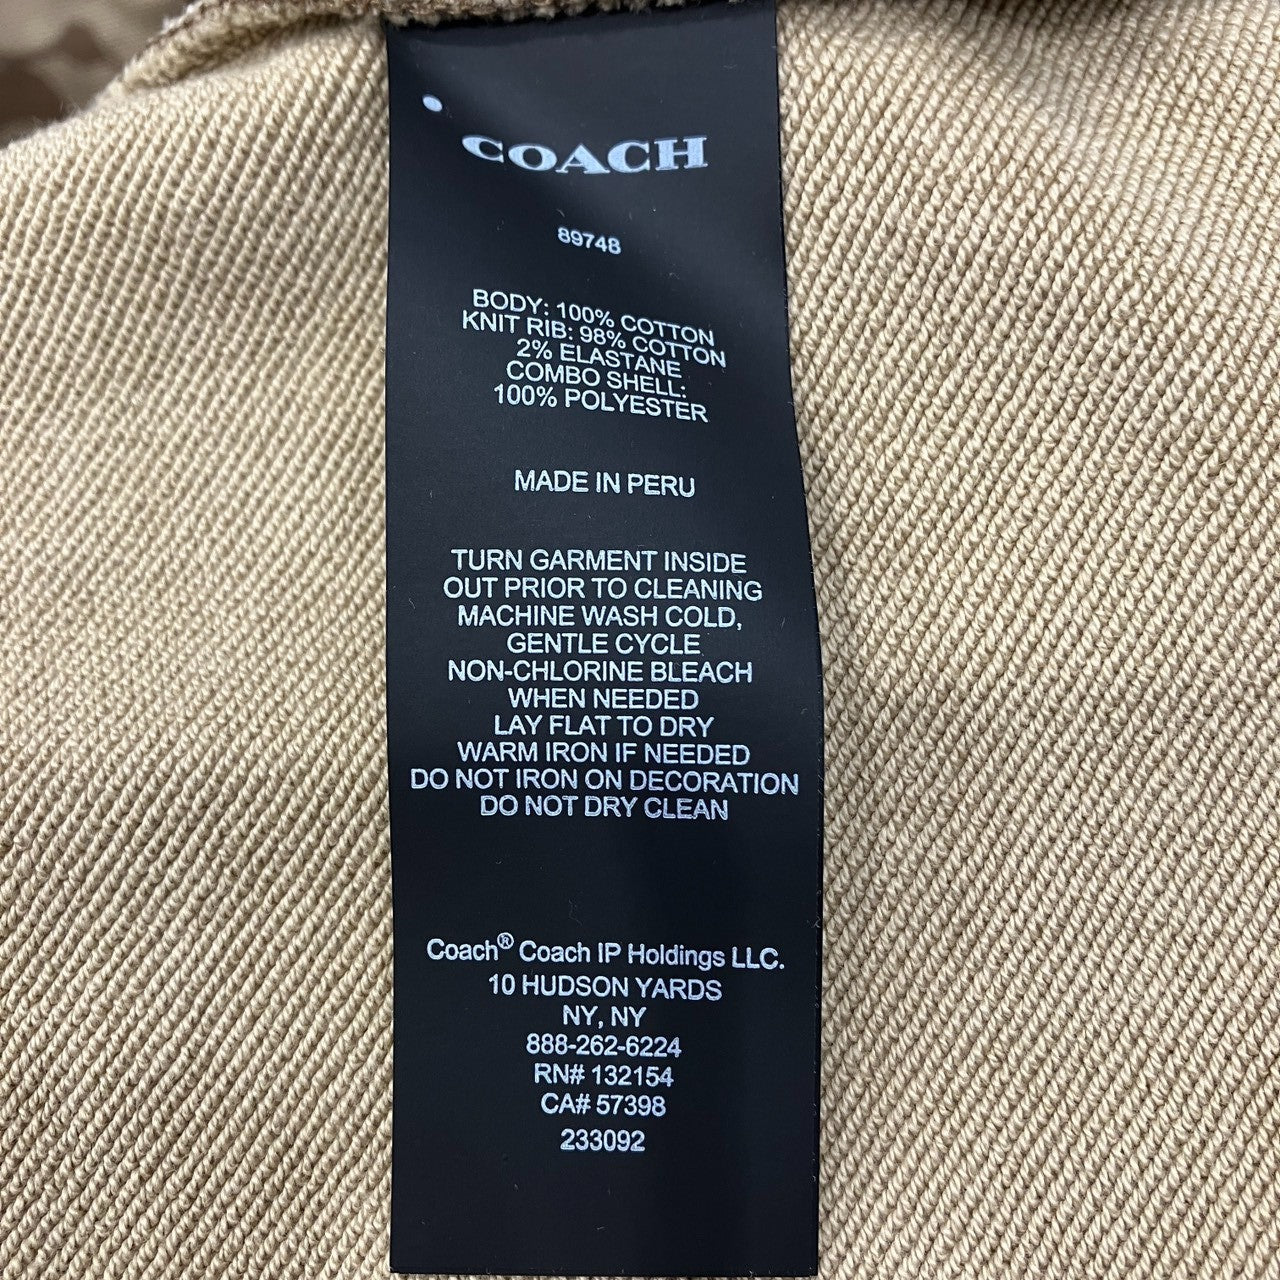 COACH
89748
BODY: 100% COTTON
KNIT RIB: 98% COTTON
2% ELASTANE
COMBO SHELL:
100% POLYESTER
MADE IN PERU
TURN GARMENT INSIDE
OUT PRIOR TO CLEANING
MACHINE WASH COLD,
GENTLE CYCLE
NON-CHLORINE BLEACH
WHEN NEEDED
LAY FLAT TO DRY
WARM IRON IF NEEDED
DO NOT IRON ON DECORATION
DO NOT DRY CLEAN
Coach® Coach IP Holdings LLC.
10 HUDSON YARDS
NY, NY
888-262-6224
RN# 132154
CA# 57398
233092